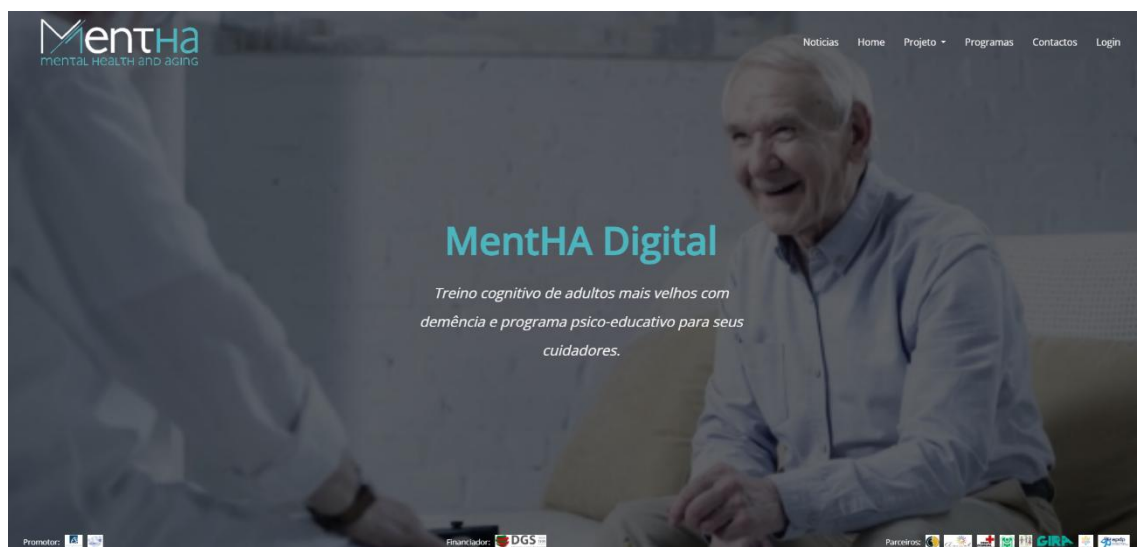 MentHA
mental Health and aging
Noticias Home Projeto Programas Contactos Login
MentHA Digital
Treino cognitivo de adultos mais velhos com
demência e programa psico-educativo para seus
cuidadores.
Promotor: Financiador: DGS Parceiros: GIRA